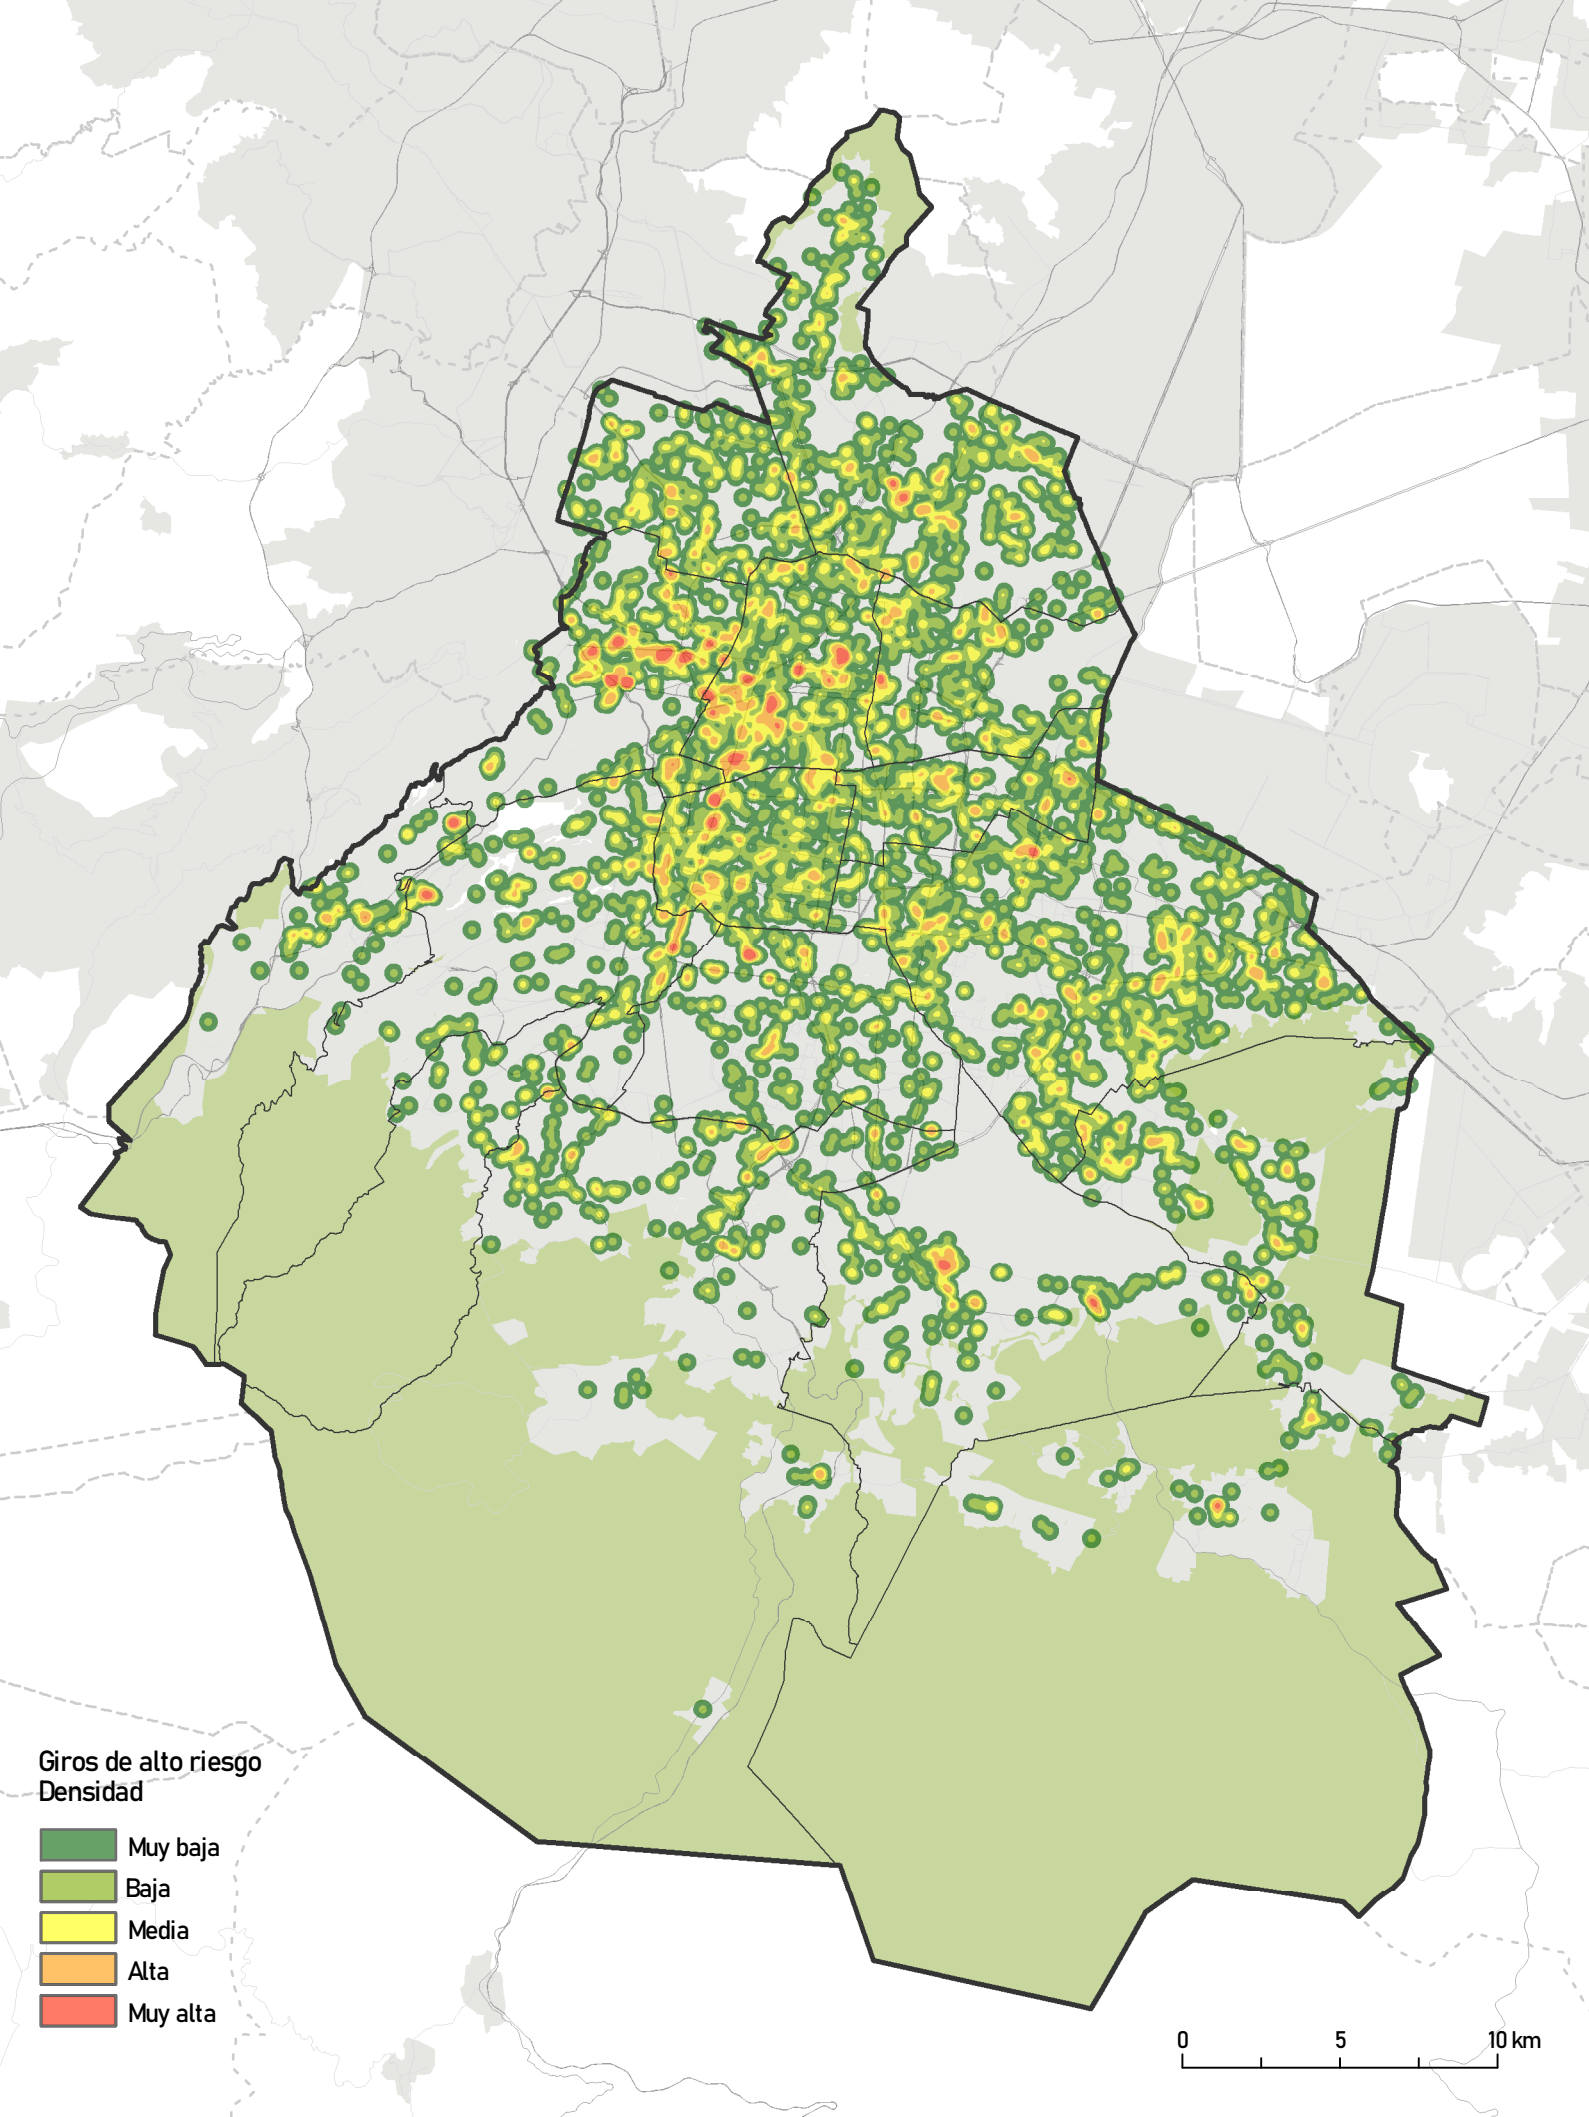 Giros de alto riesgo
Densidad
Muy baja
Baja
Media
Alta
Muy alta
0 5 10 km